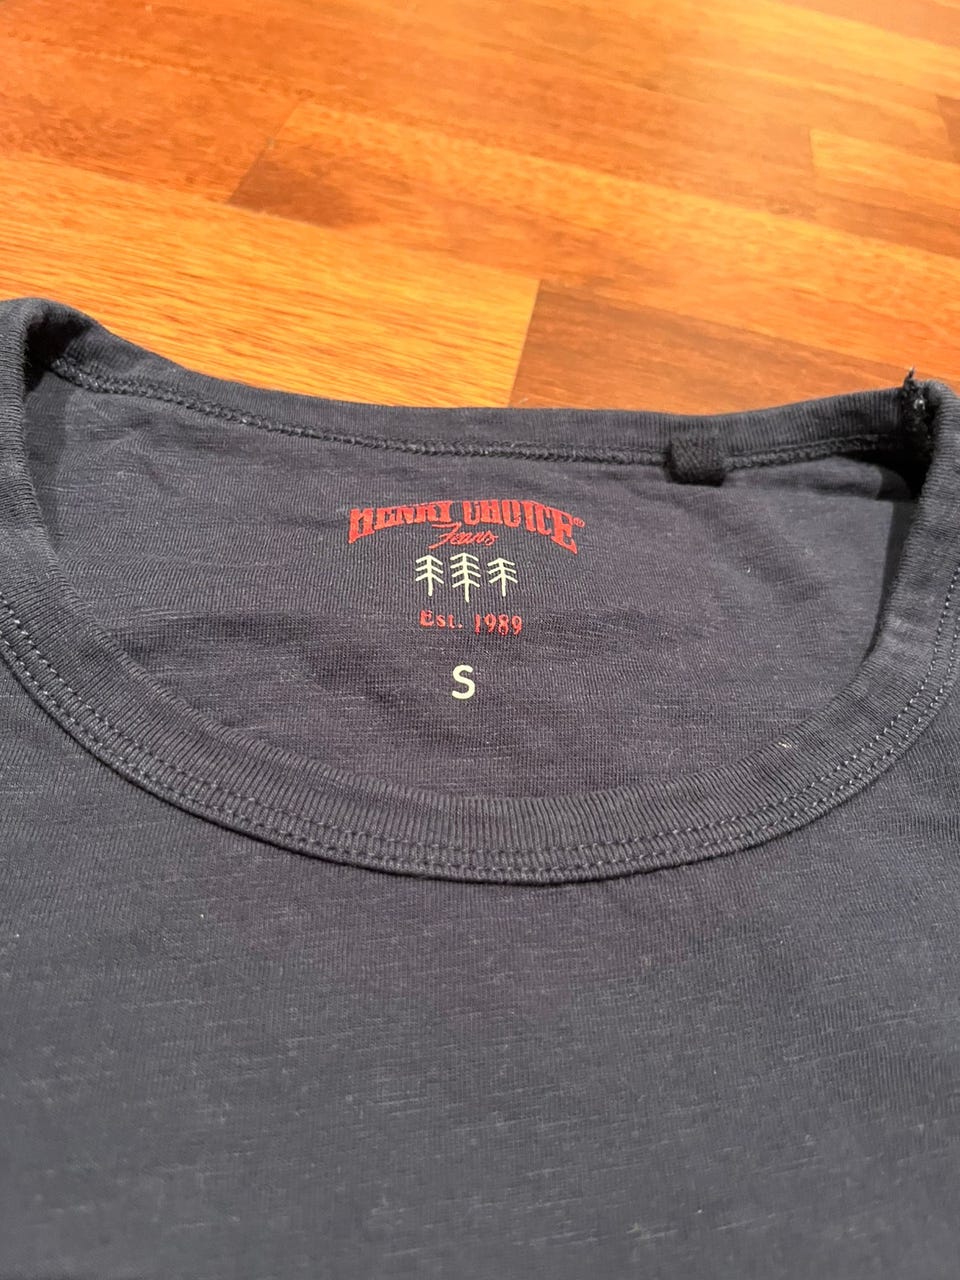 HENRY CHOICE®
Jeans
Est. 1989
S